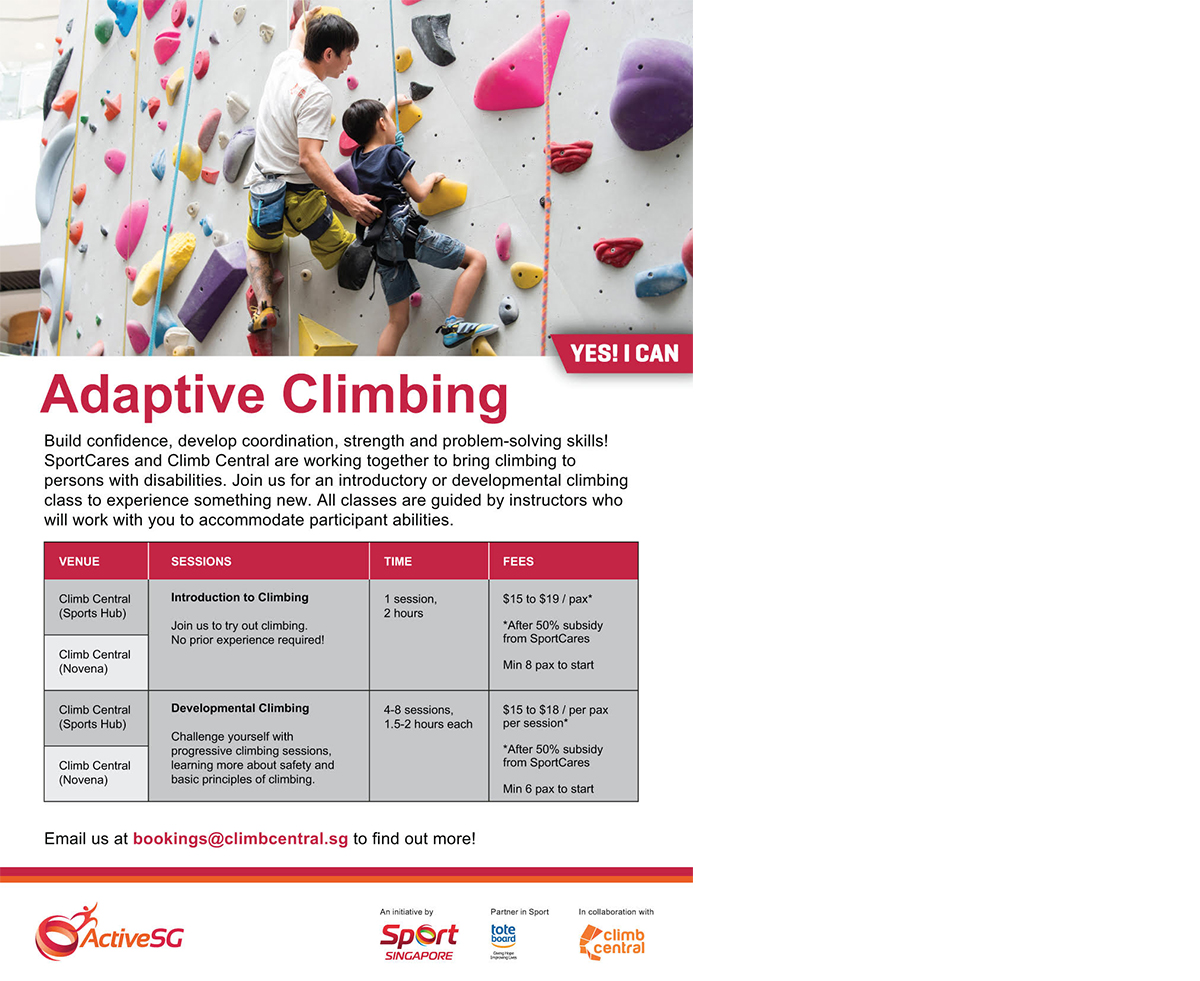 YES! I CAN
Adaptive Climbing
Build confidence, develop coordination, strength and problem-solving skills!
SportCares and Climb Central are working together to bring climbing to
persons with disabilities. Join us for an introductory or developmental climbing
class to experience something new. All classes are guided by instructors who
will work with you to accommodate participant abilities.
VENUE
SESSIONS
TIME
FEES
Climb Central
(Sports Hub)
Climb Central
(Novena)
Introduction to Climbing
Join us to try out climbing.
No prior experience required!
1 session,
2 hours
$15 to $19 / pax*
*After 50% subsidy
from SportCares
Min 8 pax to start
Climb Central
(Sports Hub)
Climb Central
(Novena)
Developmental Climbing
Challenge yourself with
progressive climbing sessions,
learning more about safety and
basic principles of climbing.
4-8 sessions,
1.5-2 hours each
$15 to $18 / per pax
per session*
*After 50% subsidy
from SportCares
Min 6 pax to start
Email us at bookings@climbcentral.sg to find out more!
ActiveSG
An initiative by
Sport
SINGAPORE
Partner in Sport
tote
board
Giving Hope
Improving Lives
In collaboration with
climb
central